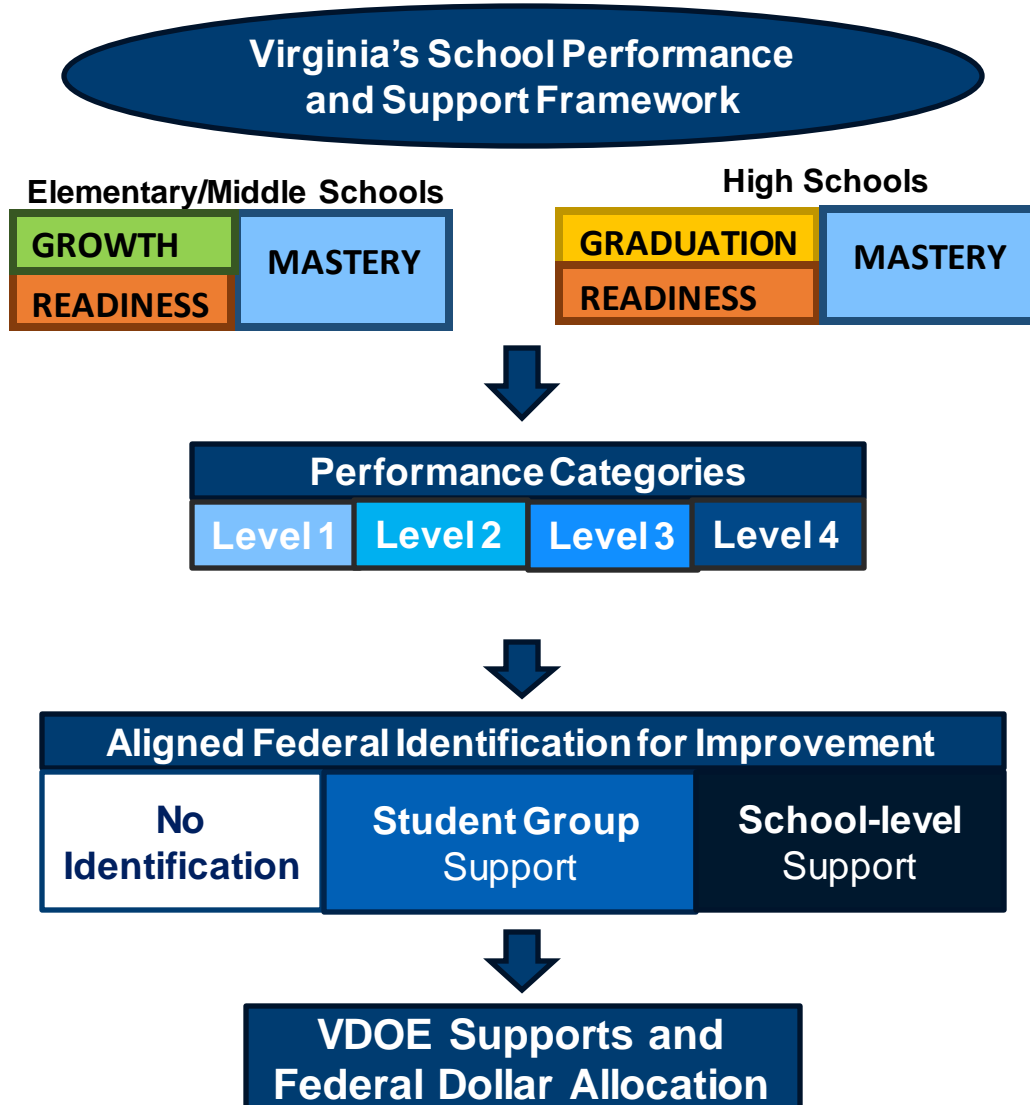 Virginia’s School Performance
and Support Framework
Elementary/Middle Schools
GROWTH
READINESS
MASTERY
High Schools
GRADUATION
READINESS
MASTERY
Performance Categories
Level 1
Level 2
Level 3
Level 4
Aligned Federal Identification for Improvement
No
Identification
Student Group
Support
School-level
Support
VDOE Supports and
Federal Dollar Allocation